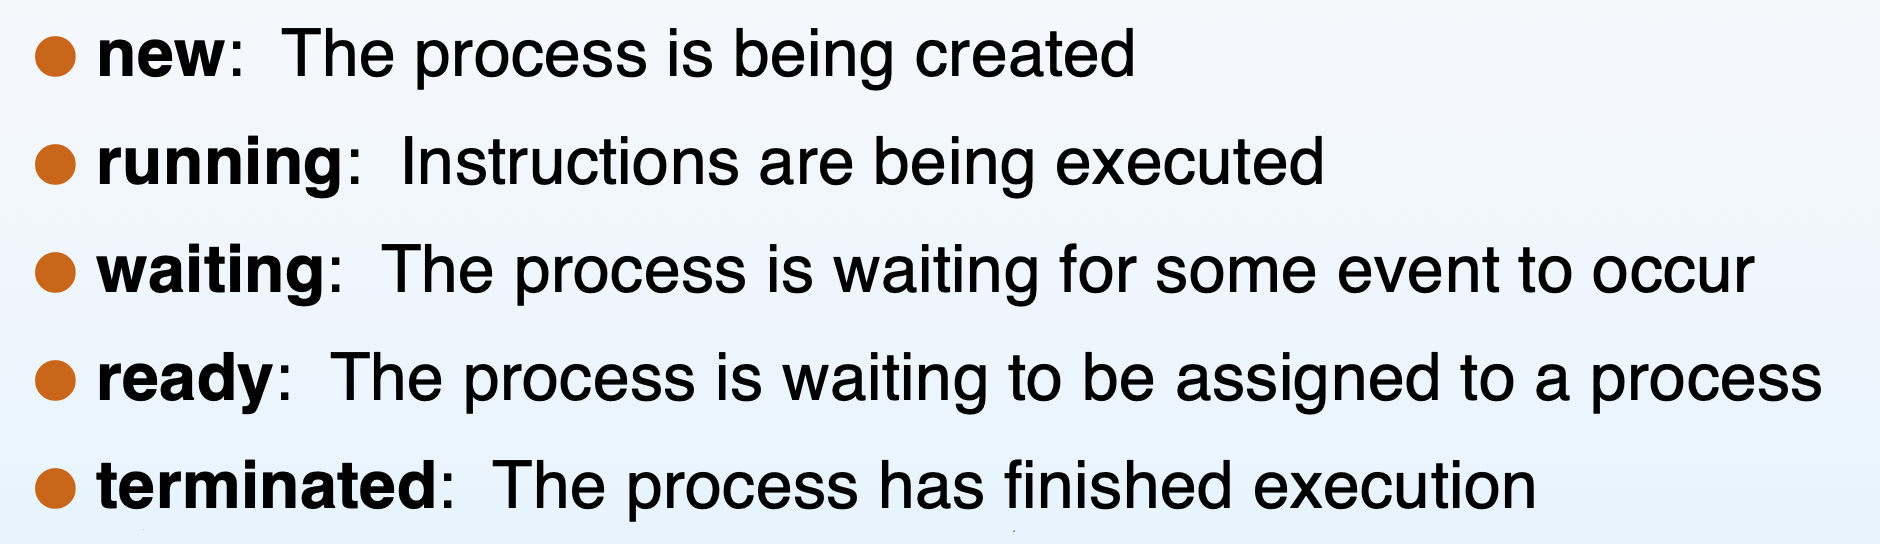 new: The process is being created
running: Instructions are being executed
waiting: The process is waiting for some event to occur
ready: The process is waiting to be assigned to a process
terminated: The process has finished execution